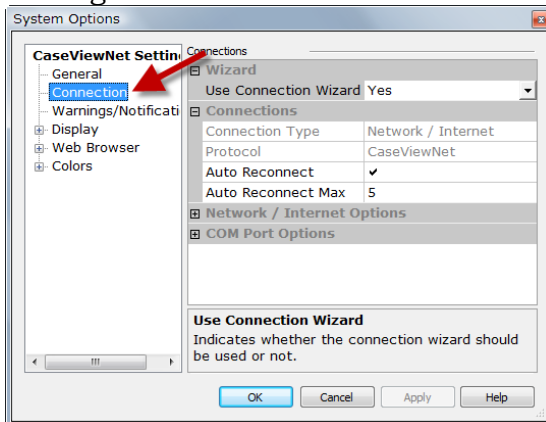 System Options
CaseViewNet Settin
General
Connection
Warnings/Notificati
Display
Web Browser
Colors
Connections
Wizard
Use Connection Wizard Yes
Connections
Connection Type Network / Internet
Protocol CaseViewNet
Auto Reconnect ✔
Auto Reconnect Max 5
Network / Internet Options
COM Port Options
Use Connection Wizard
Indicates whether the connection wizard should
be used or not.
OK Cancel Apply Help